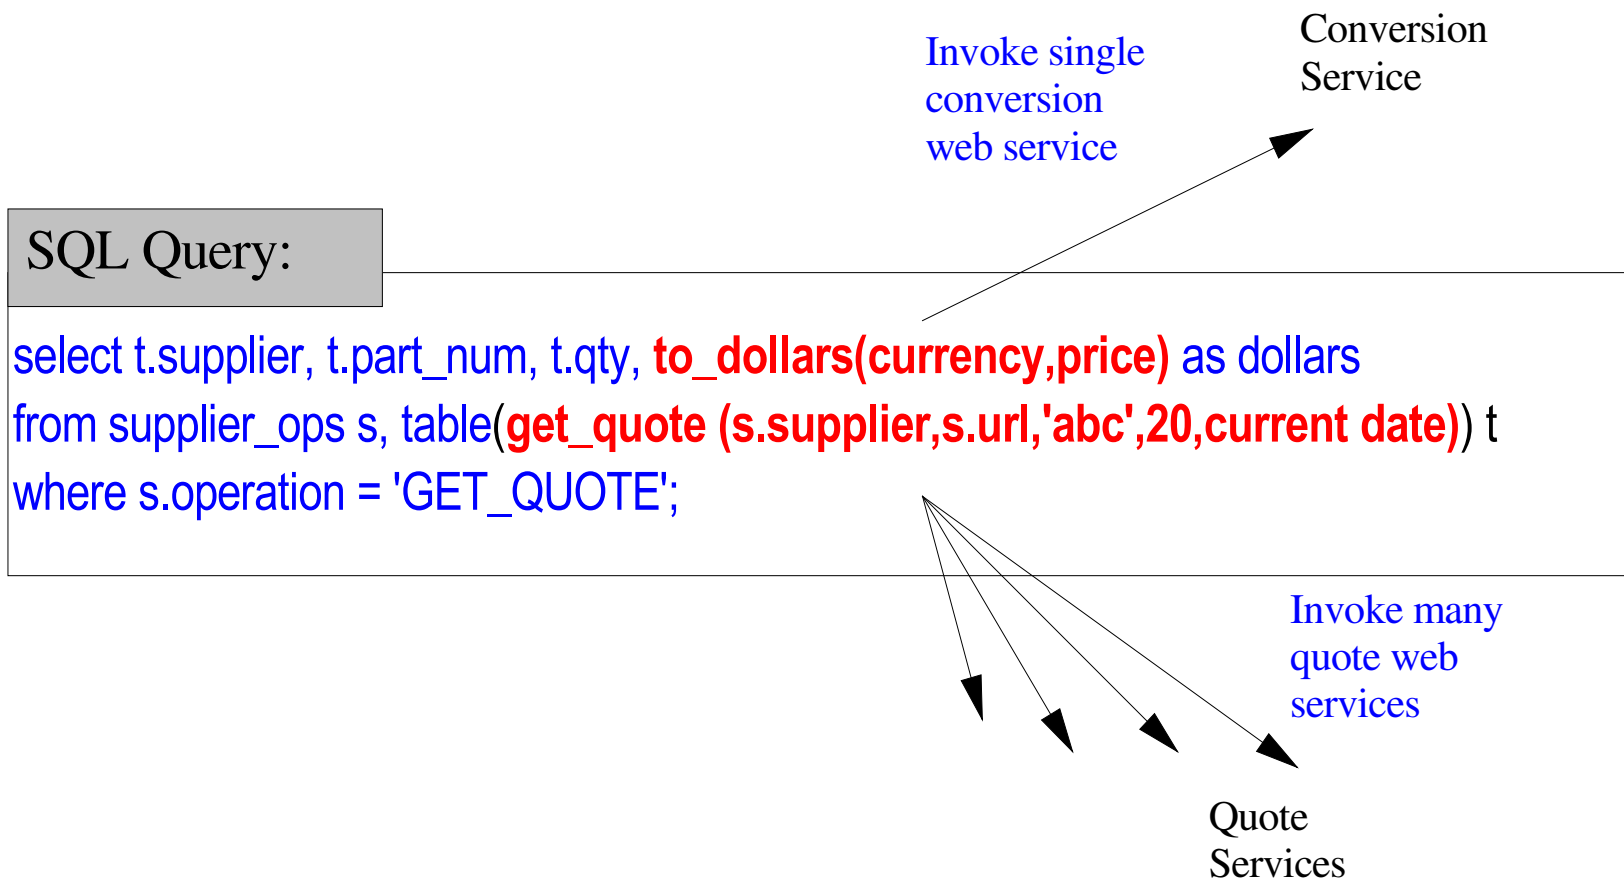 Conversion
Service
Invoke single
conversion
web service
SQL Query:
select t.supplier, t.part_num, t.qty, to_dollars(currency,price) as dollars
from supplier_ops s, table(get_quote (s.supplier,s.url,'abc',20,current date)) t
where s.operation = 'GET_QUOTE';
Invoke many
quote web
services
Quote
Services